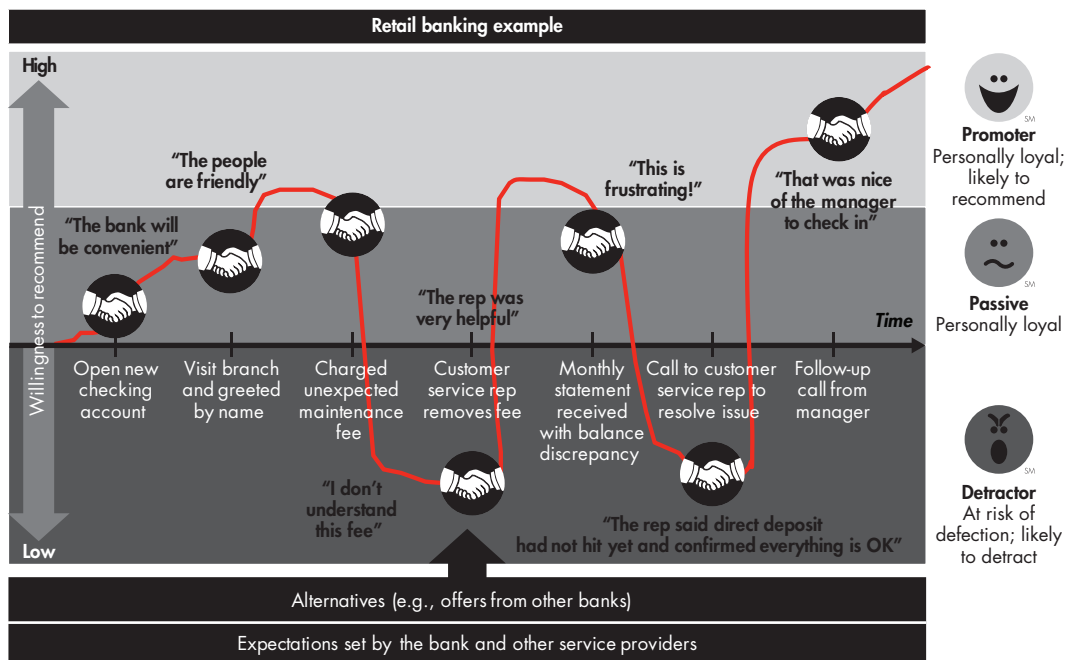 Retail banking example
High
Willingness to recommend
Low
“The bank will
be convenient”
“The people
are friendly”
“The rep was
very helpful”
“This is
frustrating!”
“That was nice
of the manager
to check in”
Time
Open new
checking
account
Visit branch
and greeted
by name
Charged
unexpected
maintenance
fee
Customer
service rep
removes fee
Monthly
statement
received
with balance
discrepancy
Call to customer
service rep to
resolve issue
Follow-up
call from
manager
“I don’t
understand
this fee”
“The rep said direct deposit
had not hit yet and confirmed everything is OK”
SM
Promoter
Personally loyal;
likely to
recommend
SM
Passive
Personally loyal
SM
Detractor
At risk of
defection; likely
to detract
Alternatives (e.g., offers from other banks)
Expectations set by the bank and other service providers